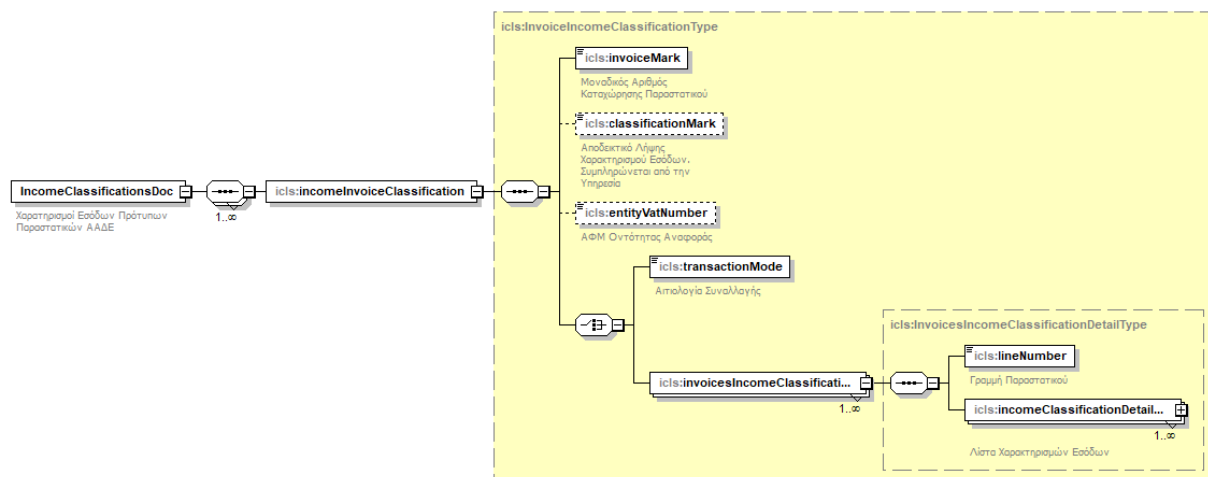 icls:InvoiceIncomeClassificationType
icls:invoiceMark
Μοναδικός Αριθμός
Καταχώρησης Παραστατικού
icls:classificationMark
Αποδεικτικό Λήψης
Χαρακτηρισμού Εσόδων.
Συμπληρώνεται από την
Υπηρεσία
IncomeClassificationsDoc
Χαρατηρισμοί Εσόδων Πρότυπων
Παραστατικών ΑΑΔΕ
1..∞
icls:incomeInvoiceClassification
icls:entityVatNumber
ΑΦΜ Οντότητας Αναφοράς
icls:transactionMode
Αιτιολογία Συναλλαγής
icls:invoicesIncomeClassificati...
1..∞
icls:InvoicesIncomeClassificationDetailType
icls:lineNumber
Γραμμή Παραστατικού
icls:incomeClassificationDetail...
1..∞
Λίστα Χαρακτηρισμών Εσόδων